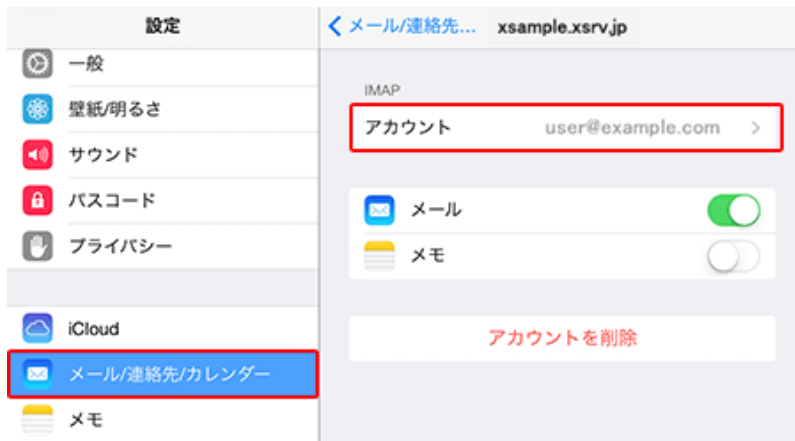 設定
一般
壁紙/明るさ
サウンド
パスコード
プライバシー
iCloud
メール/連絡先/カレンダー
メモ
メール/連絡先... xsample.xsrv.jp
IMAP
アカウント user@example.com
メール
メモ
アカウントを削除